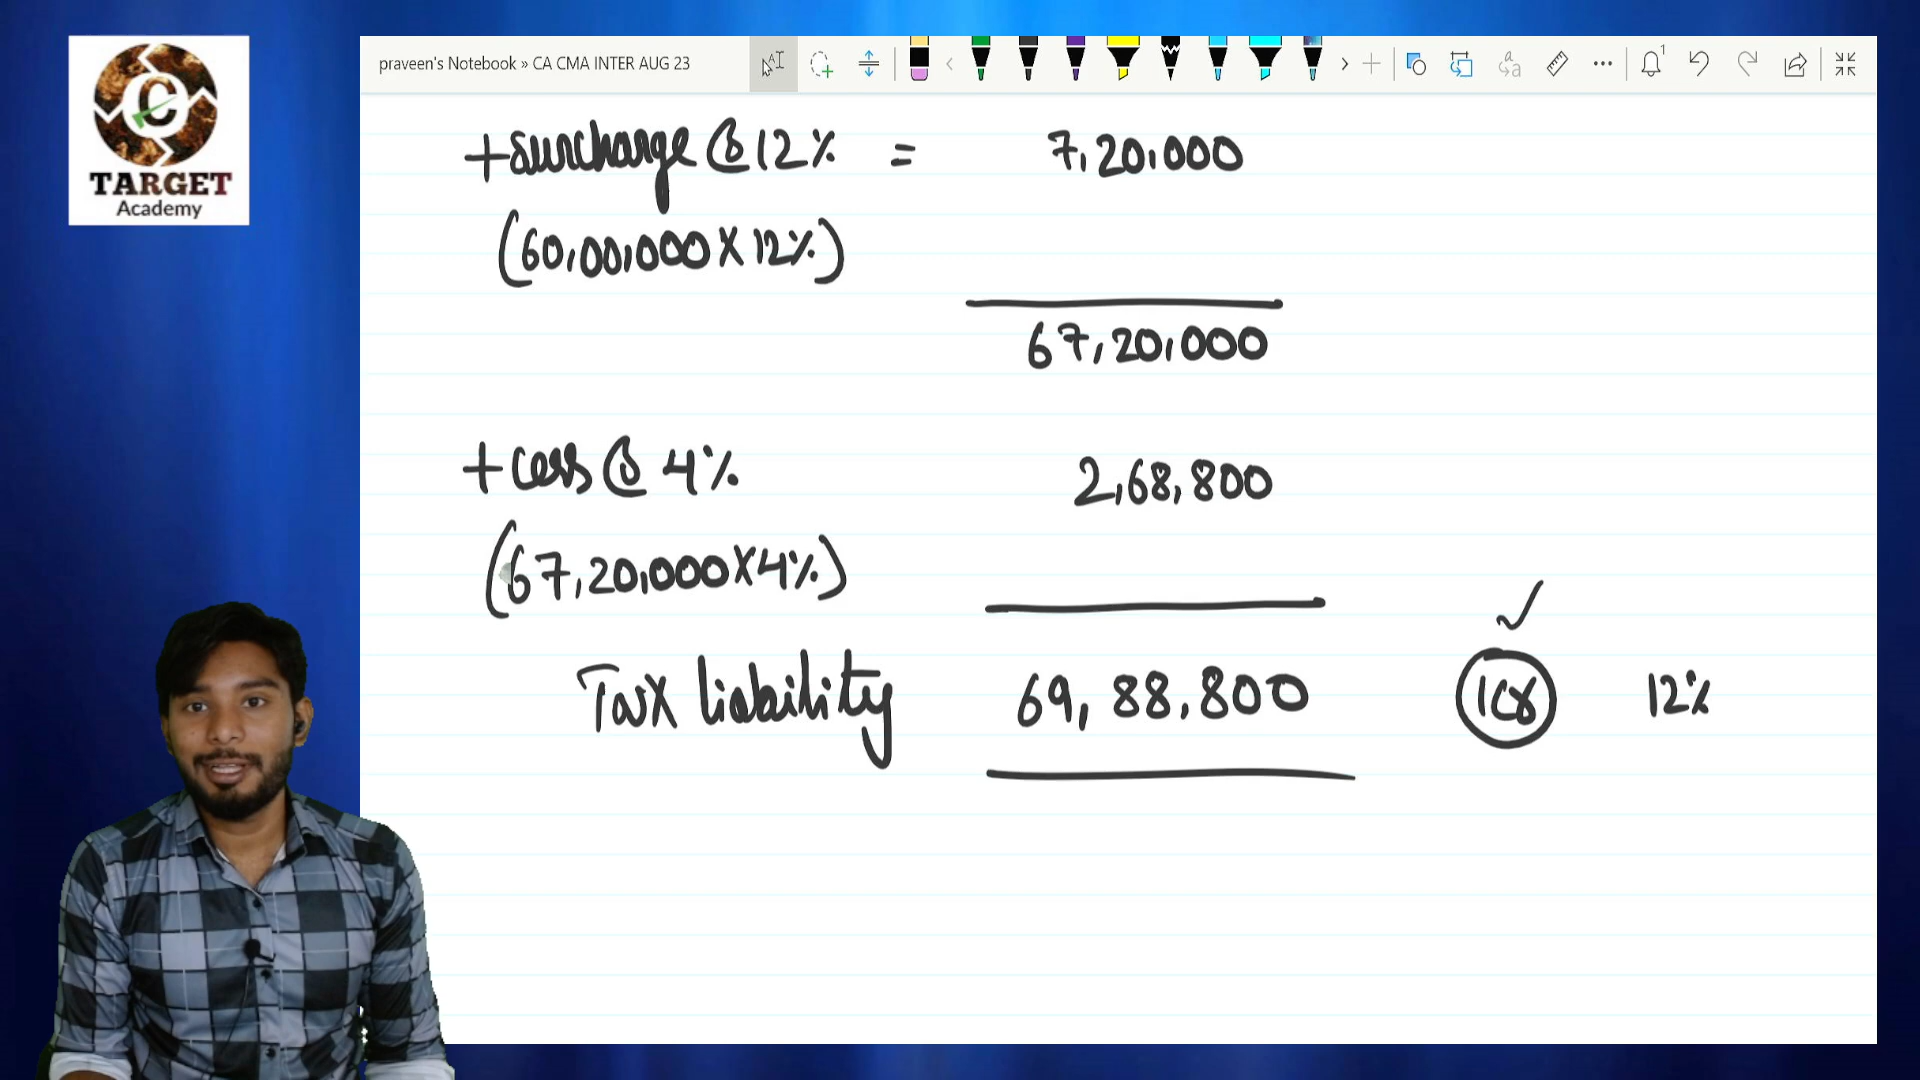 TARGET
Academy
praveen's Notebook » CA CMA INTER AUG 23
+surcharge @ 12% = 7,20,000
(60,00,000 X 12%)
67,20,000
+cess @ 4% 2,68,800
(67,20,000 X 4%)
Tax liability 69,88,800 1cr 12%